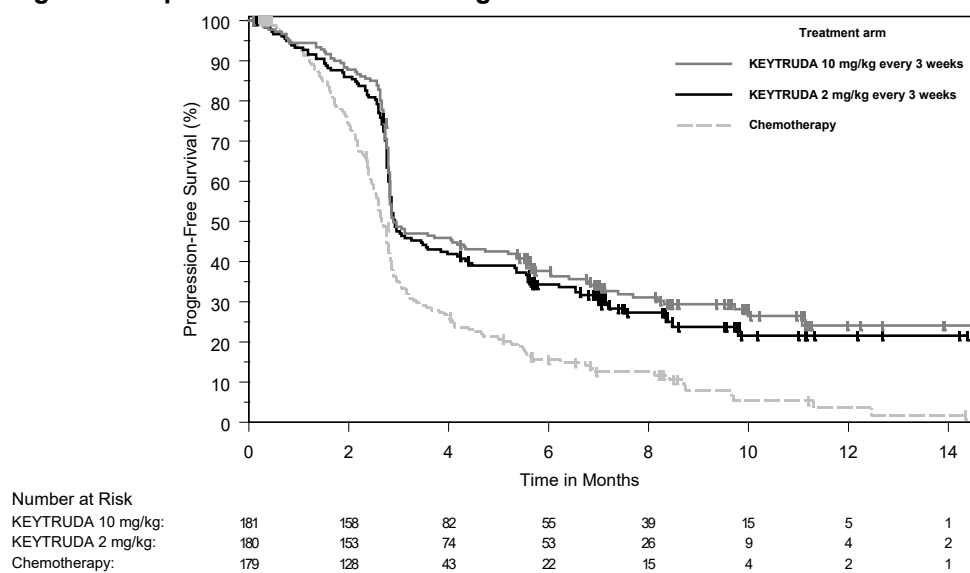 Treatment arm
KEYTRUDA 10 mg/kg every 3 weeks
KEYTRUDA 2 mg/kg every 3 weeks
Chemotherapy
Progression-Free Survival (%)
100
90
80
70
60
50
40
30
20
10
0
0 2 4 6 8 10 12 14
Time in Months
Number at Risk
KEYTRUDA 10 mg/kg: 181 158 82 55 39 15 5 1
KEYTRUDA 2 mg/kg: 180 153 74 53 26 9 4 2
Chemotherapy: 179 128 43 22 15 4 2 1